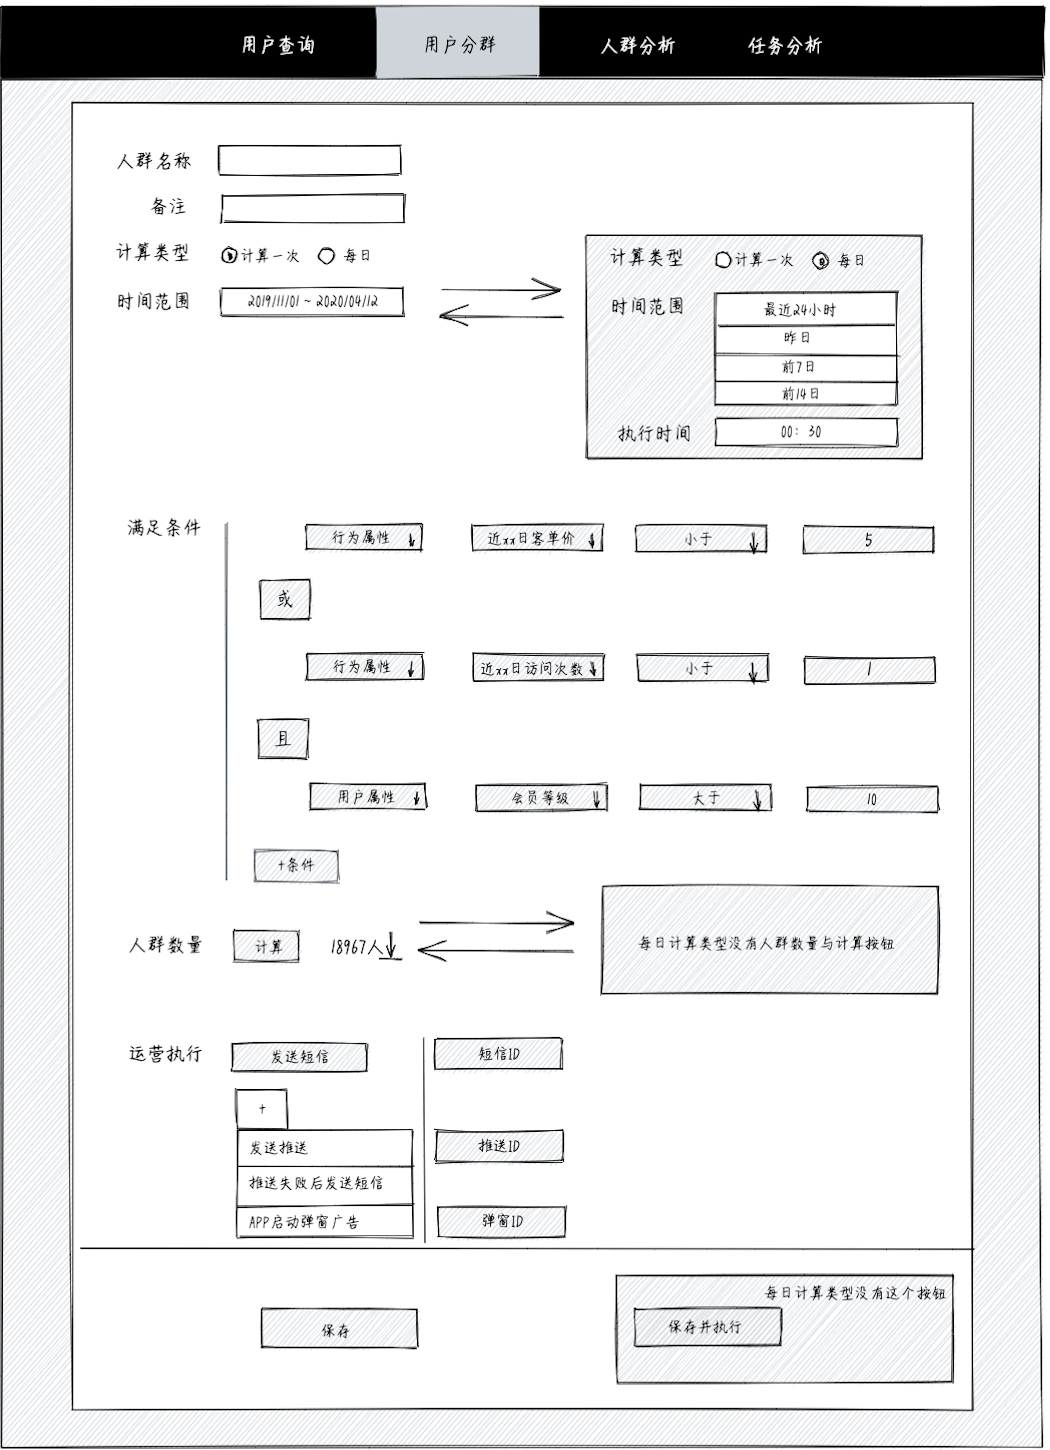 用户查询 用户分群 人群分析 任务分析
人群名称
备注
计算类型 计算一次 每日
时间范围 2019/11/01 ~ 2020/04/12
计算类型 计算一次 每日
时间范围 最近24小时
昨日
前7日
前14日
执行时间 00: 30
满足条件 行为属性 近xx日客单价 小于 5
或
行为属性 近xx日访问次数 小于 1
且
用户属性 会员等级 大于 10
+条件
人群数量 计算 18967人
每日计算类型没有人群数量与计算按钮
运营执行 发送短信 短信ID
+
发送推送 推送ID
推送失败后发送短信
APP启动弹窗广告 弹窗ID
每日计算类型没有这个按钮
保存 保存并执行